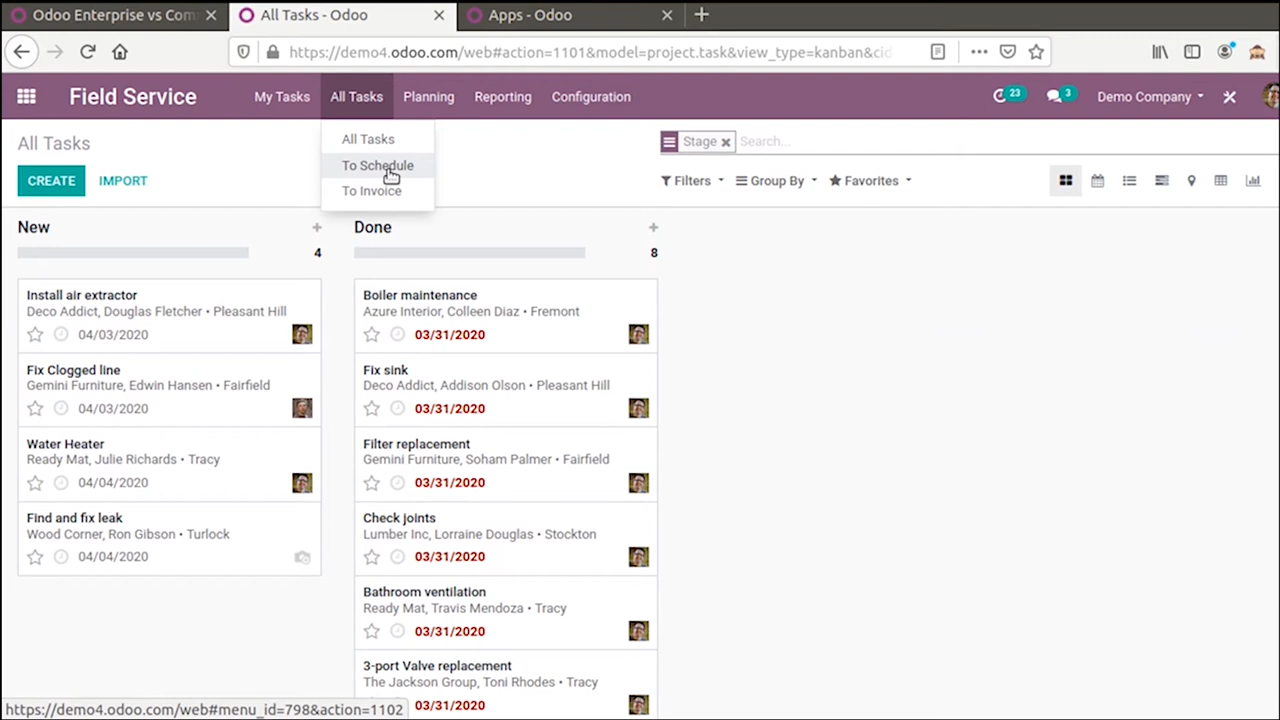 Odoo Enterprise vs Com
All Tasks - Odoo
Apps - Odoo
https://demo4.odoo.com/web#action=1101&model=project.task&view_type=kanban&cid
Field Service
My Tasks
All Tasks
Planning
Reporting
Configuration
23
3
Demo Company
All Tasks
All Tasks
To Schedule
To Invoice
Stage
Search...
CREATE
IMPORT
Filters
Group By
Favorites
New
4
Install air extractor
Deco Addict, Douglas Fletcher • Pleasant Hill
04/03/2020
Fix Clogged line
Gemini Furniture, Edwin Hansen • Fairfield
04/03/2020
Water Heater
Ready Mat, Julie Richards • Tracy
04/04/2020
Find and fix leak
Wood Corner, Ron Gibson • Turlock
04/04/2020
Done
8
Boiler maintenance
Azure Interior, Colleen Diaz • Fremont
03/31/2020
Fix sink
Deco Addict, Addison Olson • Pleasant Hill
03/31/2020
Filter replacement
Gemini Furniture, Soham Palmer • Fairfield
03/31/2020
Check joints
Lumber Inc, Lorraine Douglas • Stockton
03/31/2020
Bathroom ventilation
Ready Mat, Travis Mendoza • Tracy
03/31/2020
3-port Valve replacement
The Jackson Group, Toni Rhodes • Tracy
03/31/2020
https://demo4.odoo.com/web#menu_id=798&action=1102